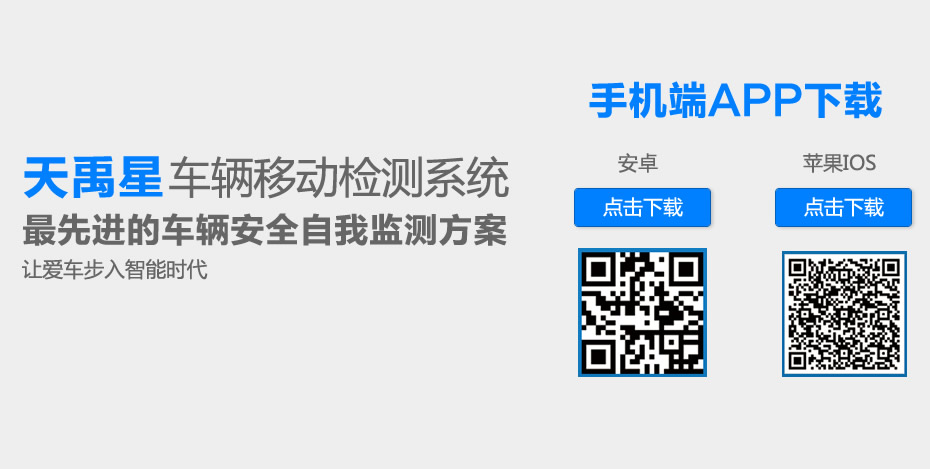 天禹星车辆移动检测系统
最先进的车辆安全自我监测方案
让爱车步入智能时代
手机端APP下载
安卓
点击下载
苹果IOS
点击下载